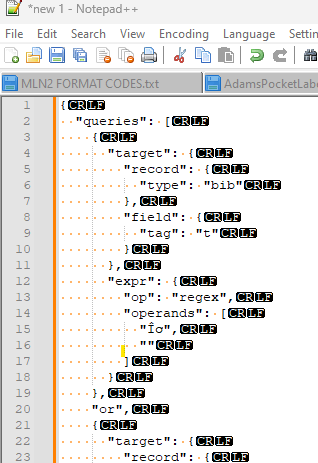 *new 1 - Notepad++
File Edit Search View Encoding Language Settin
MLN2 FORMAT CODES.txt AdamsPocketLabe
1 {CRLF
2 "queries": [CRLF
3 {CRLF
4 "target": {CRLF
5 "record": {CRLF
6 "type": "bib"CRLF
7 },CRLF
8 "field": {CRLF
9 "tag": "t"CRLF
10 }CRLF
11 },CRLF
12 "expr": {CRLF
13 "op": "regex",CRLF
14 "operands": [CRLF
15 "Îσ",CRLF
16 ""CRLF
17 ]CRLF
18 }CRLF
19 },CRLF
20 "or",CRLF
21 {CRLF
22 "target": {CRLF
23 "record": {CRLF